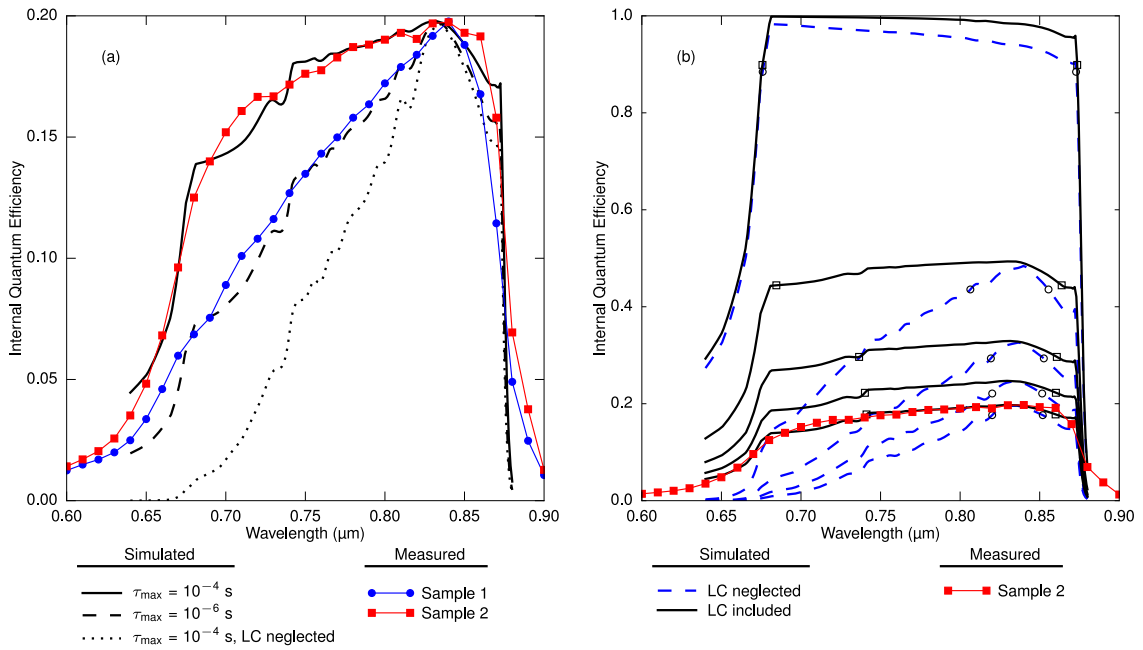 (a)
Internal Quantum Efficiency
0.20
0.15
0.10
0.05
0.00
0.60 0.65 0.70 0.75 0.80 0.85 0.90
Wavelength (μm)
Simulated
τmax = 10⁻⁴ s
τmax = 10⁻⁶ s
τmax = 10⁻⁴ s, LC neglected
Measured
Sample 1
Sample 2
(b)
Internal Quantum Efficiency
1.0
0.8
0.6
0.4
0.2
0.0
0.60 0.65 0.70 0.75 0.80 0.85 0.90
Wavelength (μm)
Simulated
LC neglected
LC included
Measured
Sample 2